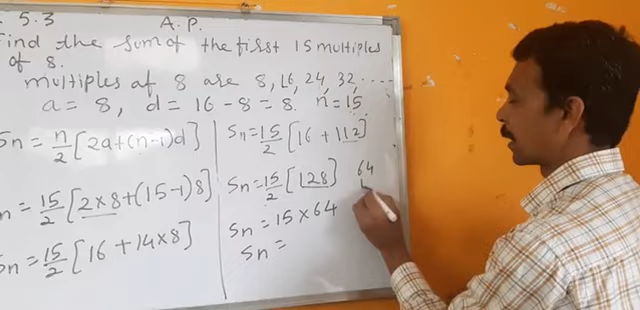 5.3 A.P.
Find the sum of the first 15 multiples
of 8.
multiples of 8 are 8, 16, 24, 32, ----
a = 8, d = 16 - 8 = 8. n = 15
Sn = n/2 [2a+(n-1)d]
n = 15/2 [2×8+(15-1)8]
Sn = 15/2 [16 + 14×8]
Sn = 15/2 [16 + 112]
Sn = 15/2 [128]
Sn = 15 × 64
Sn =
64